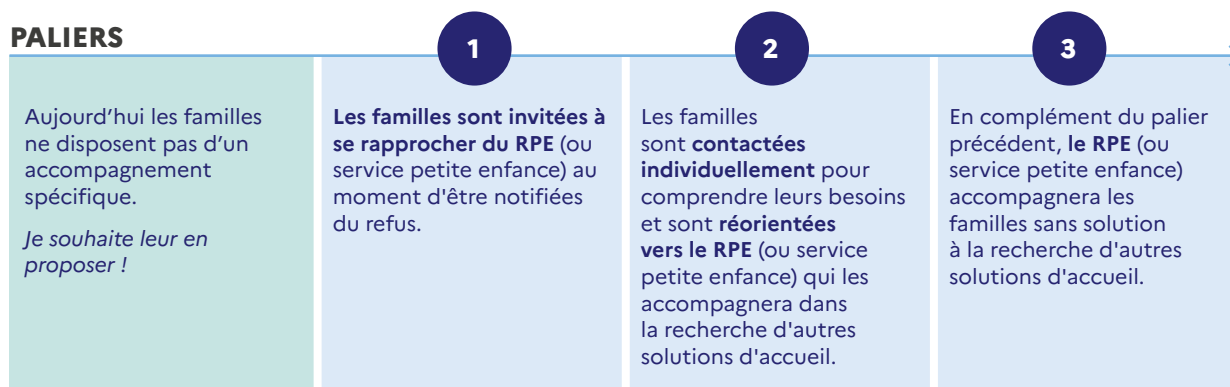 PALIERS
1
2
3
Aujourd’hui les familles
ne disposent pas d’un
accompagnement
spécifique.
Je souhaite leur en
proposer !
Les familles sont invitées à
se rapprocher du RPE (ou
service petite enfance) au
moment d'être notifiées
du refus.
Les familles
sont contactées
individuellement pour
comprendre leurs besoins
et sont réorientées
vers le RPE (ou service
petite enfance) qui les
accompagnera dans
la recherche d'autres
solutions d'accueil.
En complément du palier
précédent, le RPE (ou
service petite enfance)
accompagnera les
familles sans solution
à la recherche d'autres
solutions d'accueil.